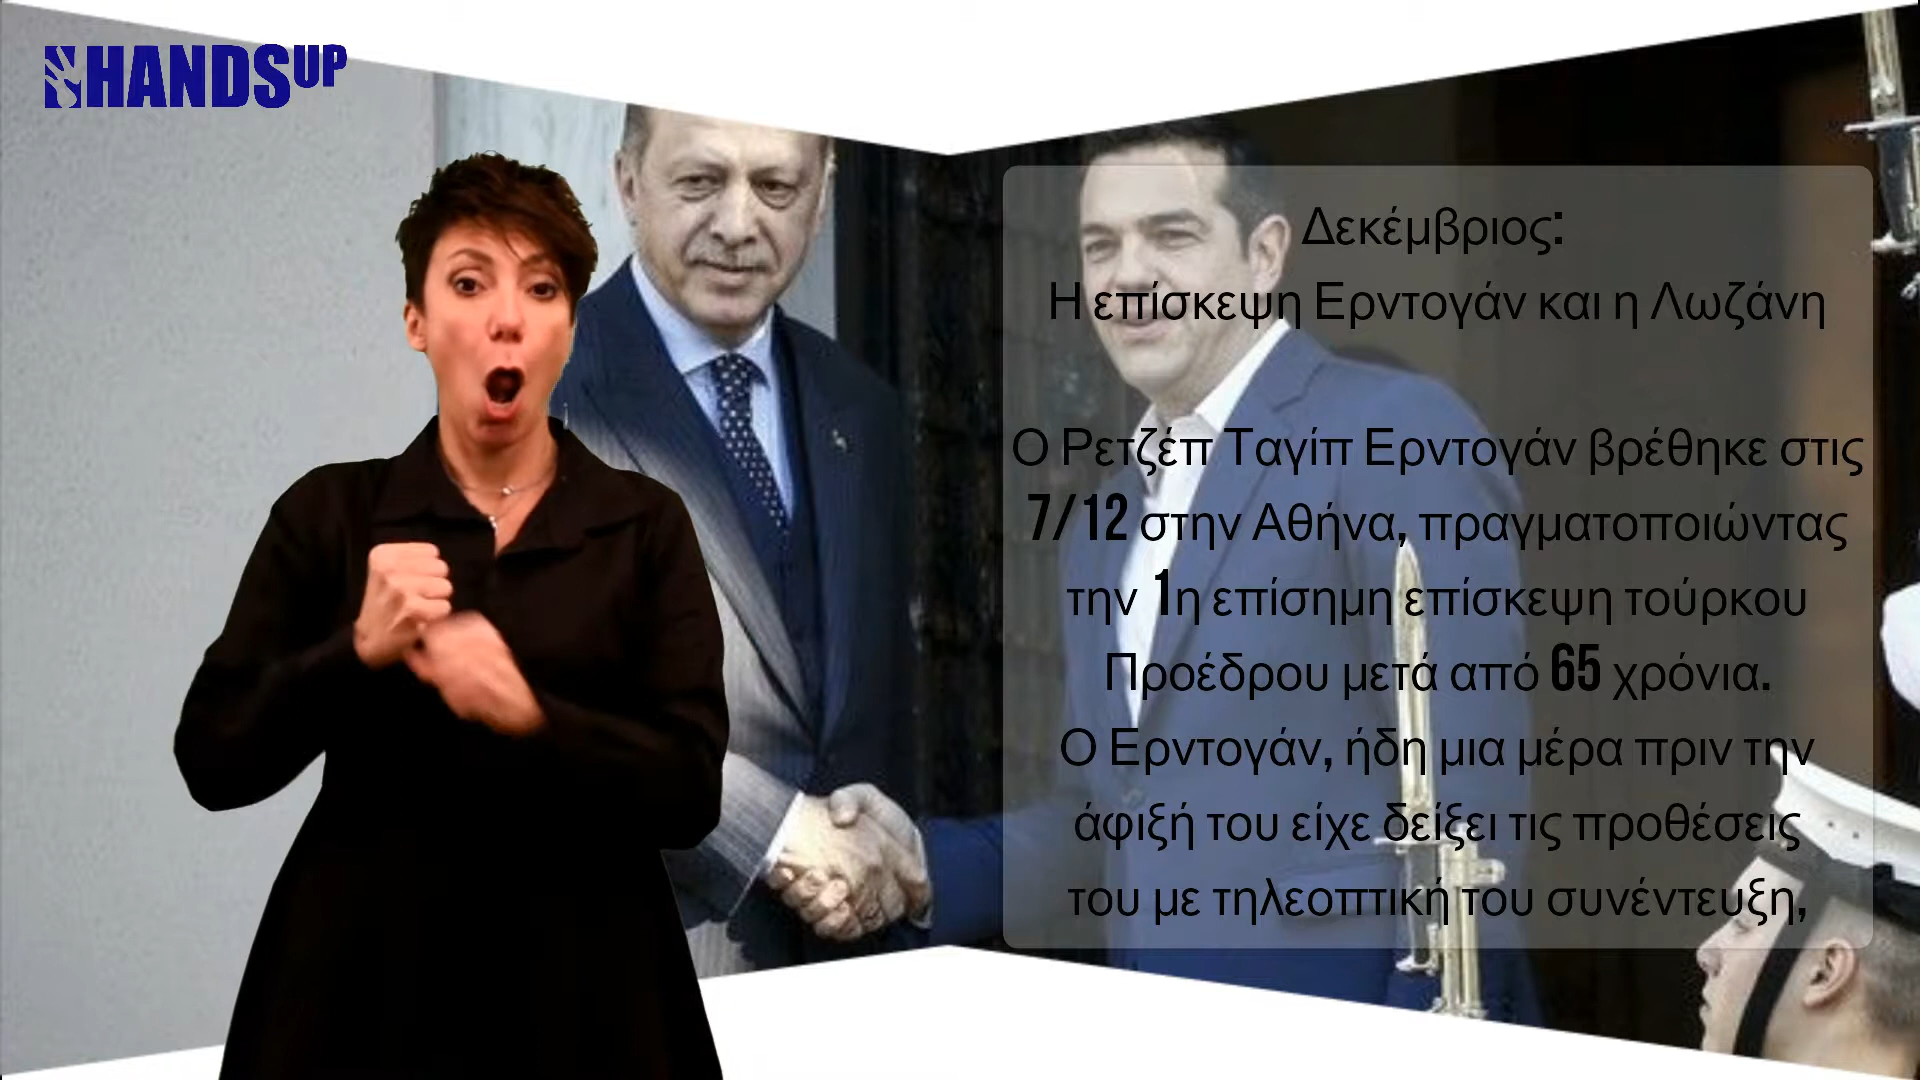 HANDSUP
Δεκέμβριος:
Η επίσκεψη Ερντογάν και η Λωζάνη
Ο Ρετζέπ Ταγίπ Ερντογάν βρέθηκε στις
7/12 στην Αθήνα, πραγματοποιώντας
την 1η επίσημη επίσκεψη τούρκου
Προέδρου μετά από 65 χρόνια.
Ο Ερντογάν, ήδη μια μέρα πριν την
άφιξή του είχε δείξει τις προθέσεις
του με τηλεοπτική του συνέντευξη,